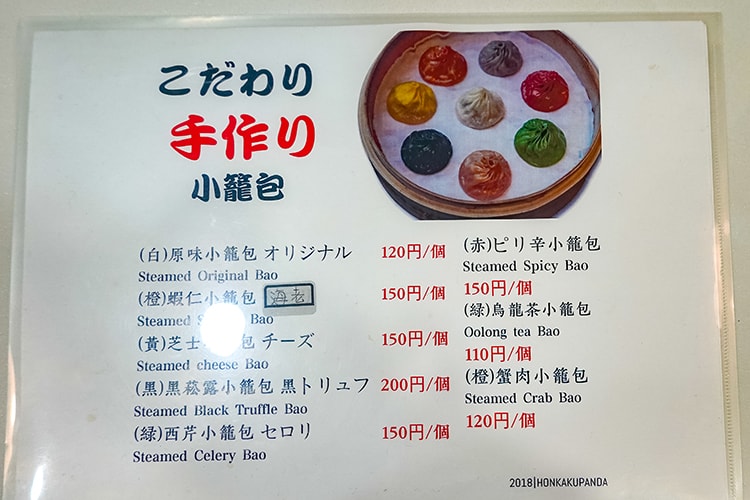 こだわり
手作り
小籠包
(白)原味小籠包 オリジナル 120円/個
Steamed Original Bao
(橙)蝦仁小籠包 海老 150円/個
Steamed Bao
(黃)芝士 包 チーズ 150円/個
Steamed cheese Bao
(黒)黒菘露小籠包 黒トリュフ 200円/個
Steamed Black Truffle Bao
(緑)西芹小籠包 セロリ 150円/個
Steamed Celery Bao
(赤)ピリ辛小籠包
Steamed Spicy Bao
150円/個
(緑)烏龍茶小籠包
Oolong tea Bao
110円/個
(橙)蟹肉小籠包
Steamed Crab Bao
120円/個
2018|HONKAKUPANDA